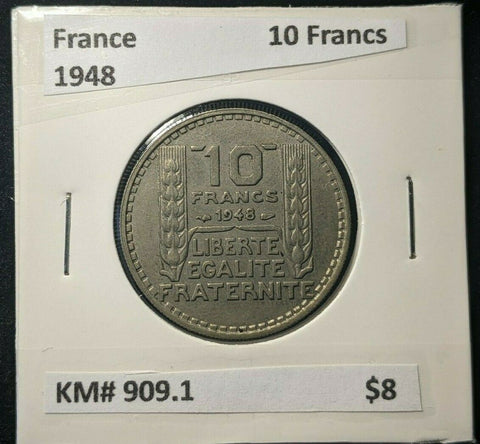 France 10 Francs
1948
10
FRANCS
1948
LIBERTE
EGALITE
FRATERNITE
KM# 909.1 $8